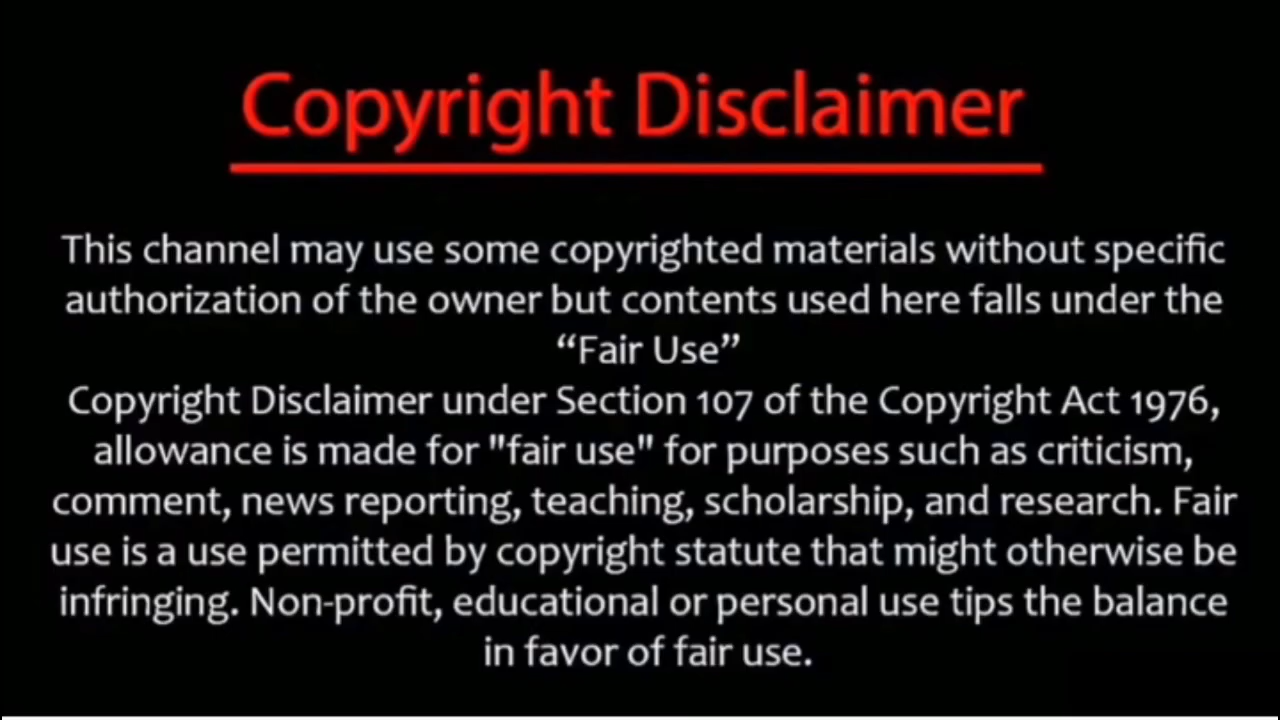 Copyright Disclaimer
This channel may use some copyrighted materials without specific
authorization of the owner but contents used here falls under the
“Fair Use”
Copyright Disclaimer under Section 107 of the Copyright Act 1976,
allowance is made for "fair use" for purposes such as criticism,
comment, news reporting, teaching, scholarship, and research. Fair
use is a use permitted by copyright statute that might otherwise be
infringing. Non-profit, educational or personal use tips the balance
in favor of fair use.